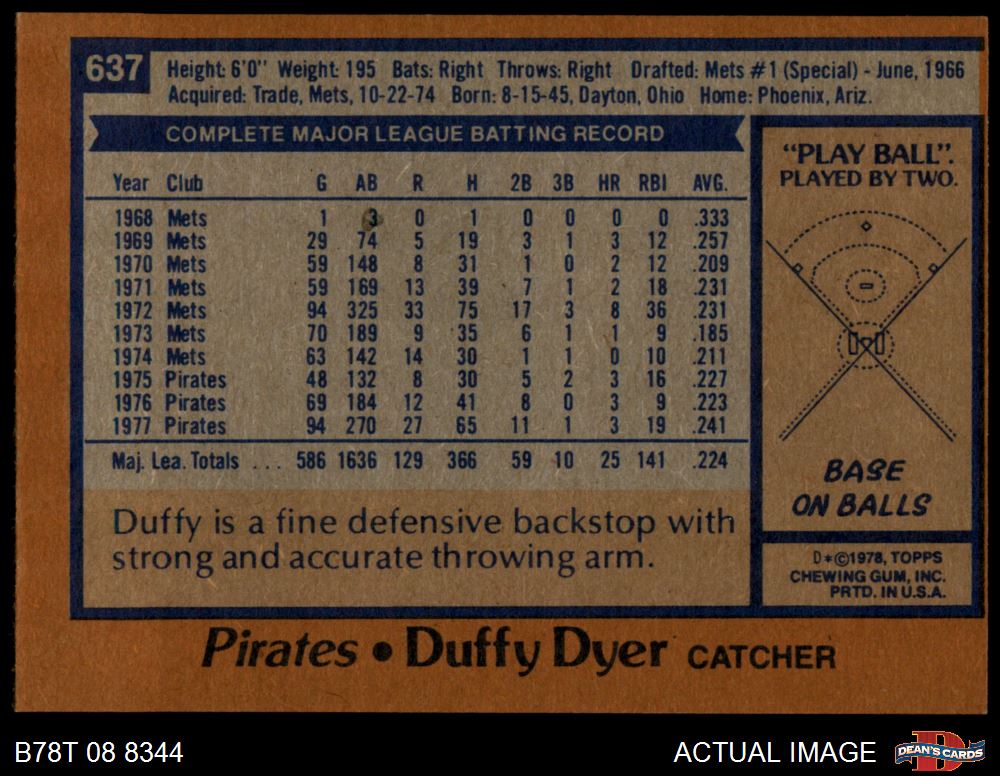 637
Height: 6'0" Weight: 195 Bats: Right Throws: Right Drafted: Mets #1 (Special) - June, 1966
Acquired: Trade, Mets, 10-22-74 Born: 8-15-45, Dayton, Ohio Home: Phoenix, Ariz.
COMPLETE MAJOR LEAGUE BATTING RECORD
Year Club G AB R H 2B 3B HR RBI AVG.
1968 Mets 1 3 0 1 0 0 0 0 .333
1969 Mets 29 74 5 19 3 1 3 12 .257
1970 Mets 59 148 8 31 1 0 2 12 .209
1971 Mets 59 169 13 39 7 1 2 18 .231
1972 Mets 94 325 33 75 17 3 8 36 .231
1973 Mets 70 189 9 35 6 1 1 9 .185
1974 Mets 63 142 14 30 1 1 0 10 .211
1975 Pirates 48 132 8 30 5 2 3 16 .227
1976 Pirates 69 184 12 41 8 0 3 9 .223
1977 Pirates 94 270 27 65 11 1 3 19 .241
Maj. Lea. Totals ... 586 1636 129 366 59 10 25 141 .224
Duffy is a fine defensive backstop with
strong and accurate throwing arm.
"PLAY BALL".
PLAYED BY TWO.
BASE
ON BALLS
D*©1978, TOPPS
CHEWING GUM, INC.
PRTD. IN U.S.A.
Pirates • Duffy Dyer CATCHER
B78T 08 8344
ACTUAL IMAGE
D
DEAN'S CARDS